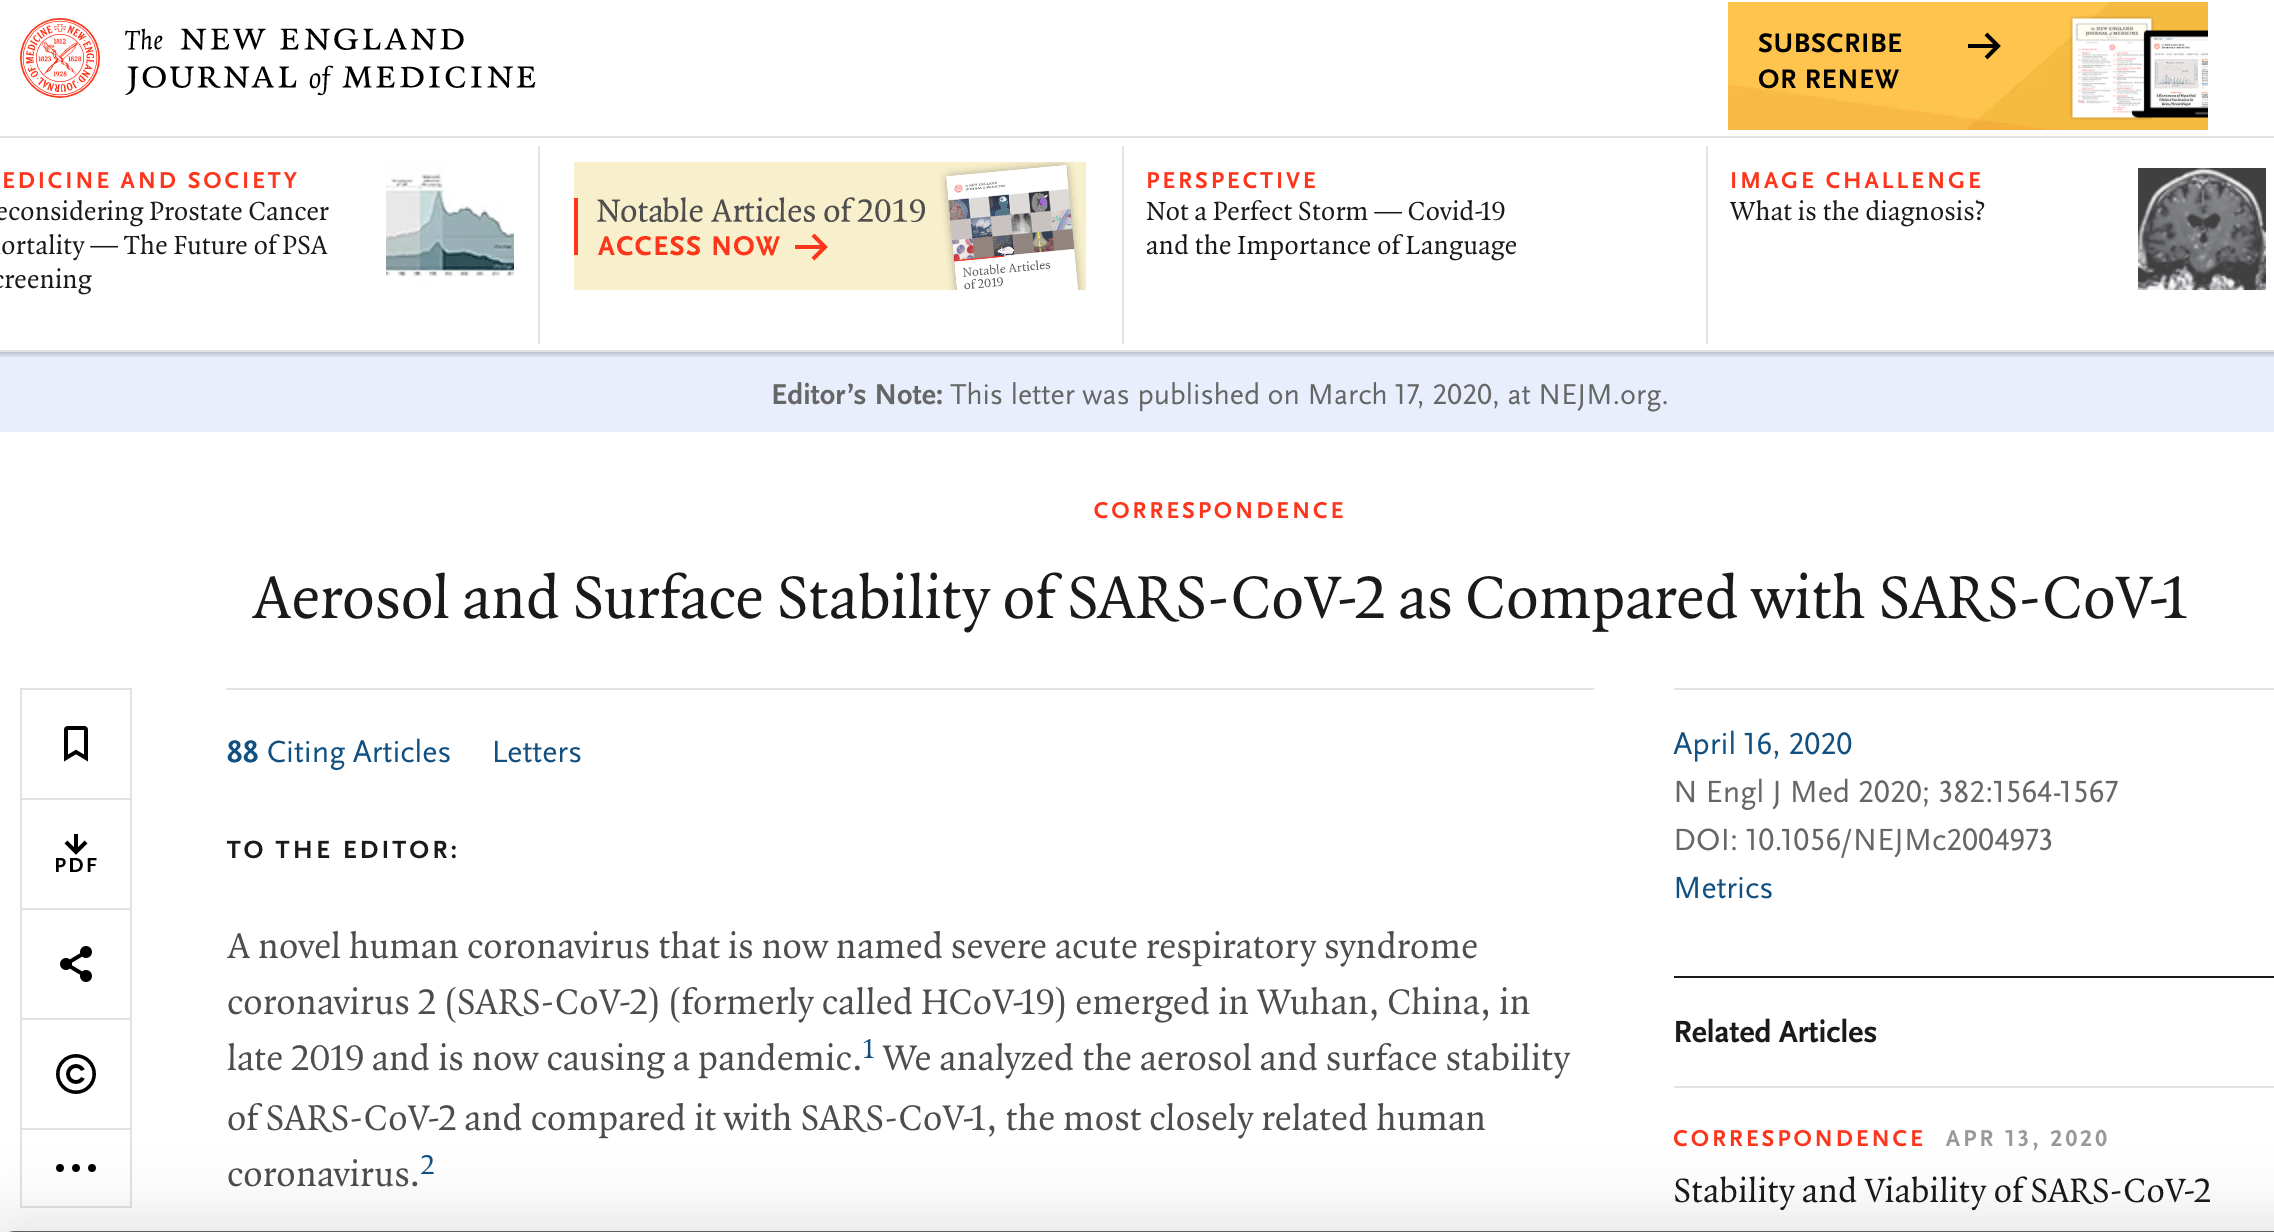 The NEW ENGLAND
JOURNAL of MEDICINE
SUBSCRIBE
OR RENEW
EDICINE AND SOCIETY
econsidering Prostate Cancer
ortality — The Future of PSA
creening
Notable Articles of 2019
ACCESS NOW
Notable Articles
of 2019
PERSPECTIVE
Not a Perfect Storm — Covid-19
and the Importance of Language
IMAGE CHALLENGE
What is the diagnosis?
Editor's Note: This letter was published on March 17, 2020, at NEJM.org.
CORRESPONDENCE
Aerosol and Surface Stability of SARS-CoV-2 as Compared with SARS-CoV-1
PDF
88 Citing Articles Letters
TO THE EDITOR:
A novel human coronavirus that is now named severe acute respiratory syndrome
coronavirus 2 (SARS-CoV-2) (formerly called HCoV-19) emerged in Wuhan, China, in
late 2019 and is now causing a pandemic.1 We analyzed the aerosol and surface stability
of SARS-CoV-2 and compared it with SARS-CoV-1, the most closely related human
coronavirus.2
April 16, 2020
N Engl J Med 2020; 382:1564-1567
DOI: 10.1056/NEJMc2004973
Metrics
Related Articles
CORRESPONDENCE APR 13, 2020
Stability and Viability of SARS-CoV-2